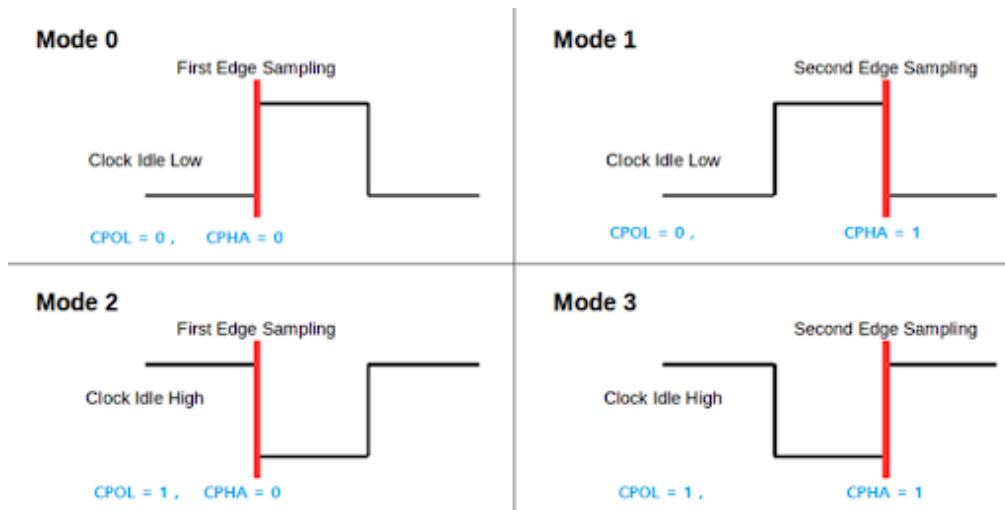 Mode 0
First Edge Sampling
Clock Idle Low
CPOL = 0 , CPHA = 0
Mode 1
Second Edge Sampling
Clock Idle Low
CPOL = 0 , CPHA = 1
Mode 2
First Edge Sampling
Clock Idle High
CPOL = 1 , CPHA = 0
Mode 3
Second Edge Sampling
Clock Idle High
CPOL = 1 , CPHA = 1